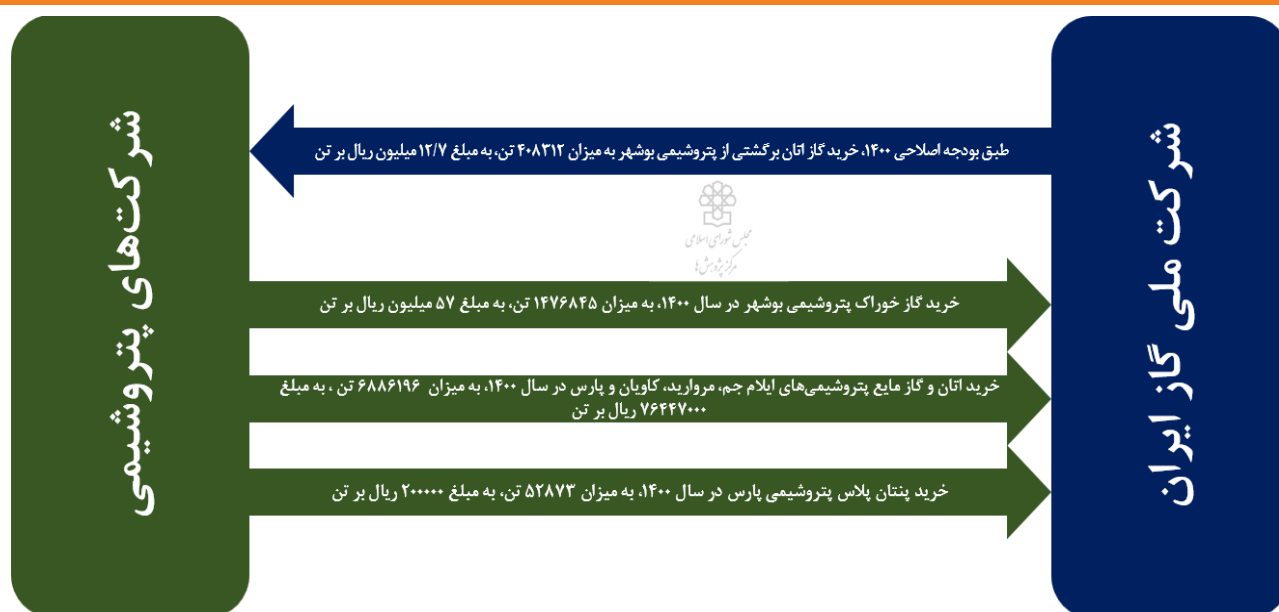 شرکت ملی گاز ایران
طبق بودجه اصلاحی ۱۴۰۰، خرید گاز اتان برگشتی از پتروشیمی بوشهر به میزان ۴۰۸۳۱۲ تن، به مبلغ ۱۲/۷ میلیون ریال بر تن
مجلس شورای اسلامی
مرکز پژوهش‌ها
خرید گاز خوراک پتروشیمی بوشهر در سال ۱۴۰۰، به میزان ۱۴۷۶۸۴۵ تن، به مبلغ ۵۷ میلیون ریال بر تن
خرید اتان و گاز مایع پتروشیمی‌های ایلام جم، مروارید، کاویان و پارس در سال ۱۴۰۰، به میزان ۶۸۸۶۱۹۶ تن ، به مبلغ
۷۶۴۴۷۰۰۰ ریال بر تن
خرید پنتان پلاس پتروشیمی پارس در سال ۱۴۰۰، به میزان ۵۲۸۷۳ تن، به مبلغ ۲۰۰۰۰۰ ریال بر تن
شرکت‌های پتروشیمی